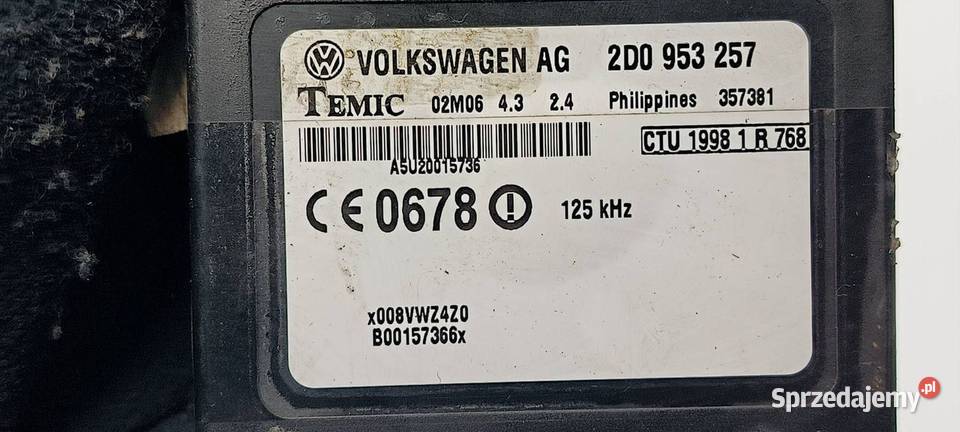 VOLKSWAGEN AG 2D0 953 257
TEMIC 02M06 4.3 2.4 Philippines 357381
CTU 1998 1 R 768
A5U20015736
CE 0678 125 kHz
x008VWZ4Z0
B00157366x
Sprzedajemy.pl